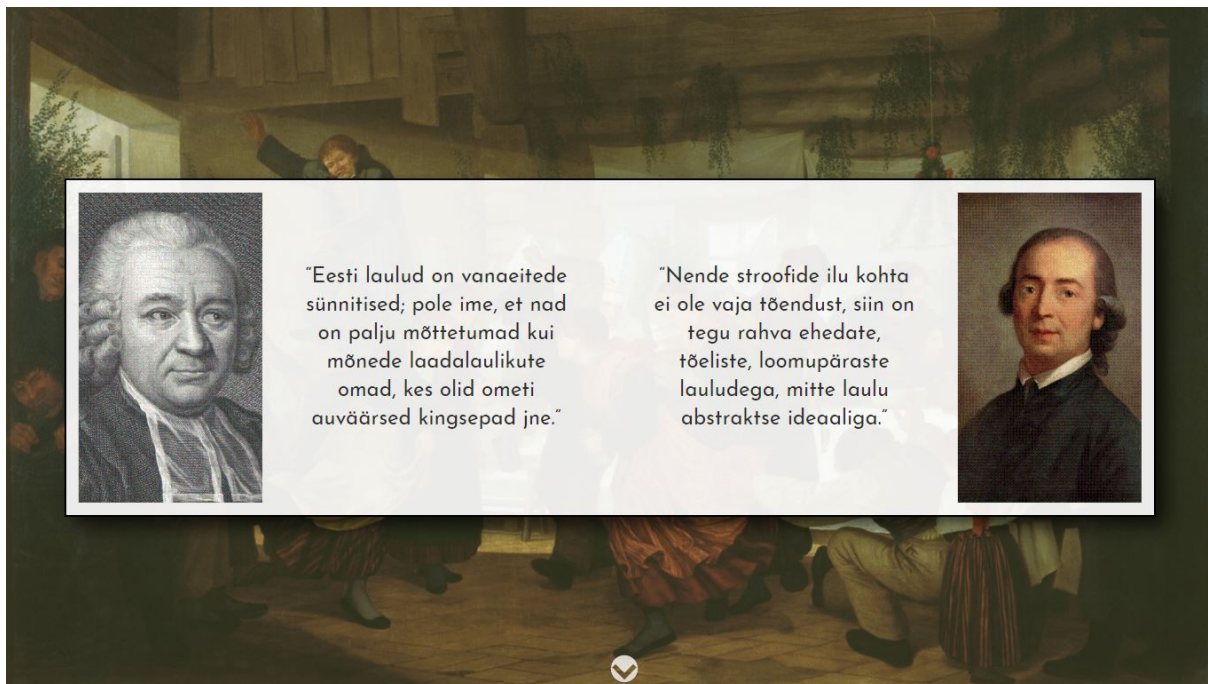 “Eesti laulud on vanaeitede
sünnitised; pole ime, et nad
on palju mõttetumad kui
mõnede laadalaulikute
omad, kes olid ometi
auväärsed kingsepad jne.”
“Nende stroofide ilu kohta
ei ole vaja tõendust, siin on
tegu rahva ehedate,
tõeliste, loomupäraste
lauludega, mitte laulu
abstraktse ideaaliga.”